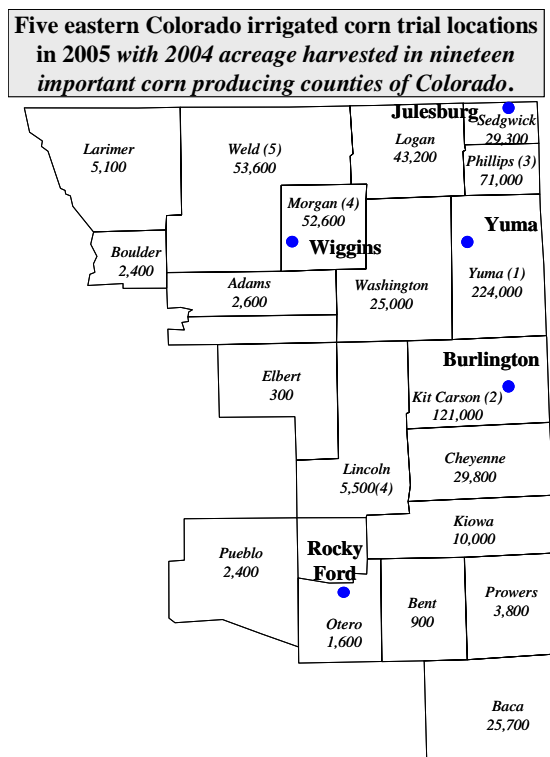 Five eastern Colorado irrigated corn trial locations
in 2005 with 2004 acreage harvested in nineteen
important corn producing counties of Colorado.
Julesburg
Sedgwick
29,300
Larimer
5,100
Weld (5)
53,600
Logan
43,200
Phillips (3)
71,000
Morgan (4)
52,600
Wiggins
Yuma
Yuma (1)
224,000
Boulder
2,400
Adams
2,600
Washington
25,000
Burlington
Kit Carson (2)
121,000
Elbert
300
Lincoln
5,500(4)
Cheyenne
29,800
Kiowa
10,000
Pueblo
2,400
Rocky
Ford
Otero
1,600
Bent
900
Prowers
3,800
Baca
25,700